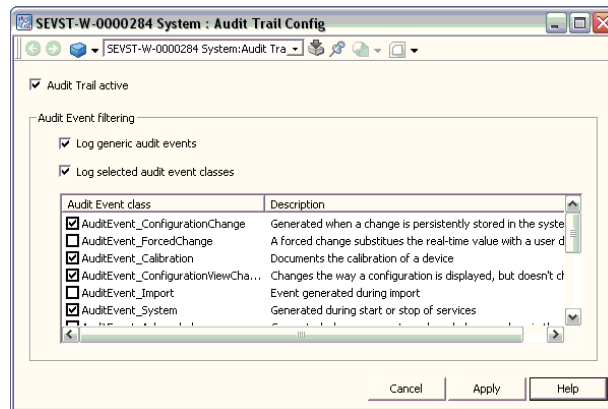 SEVST-W-0000284 System : Audit Trail Config
SEVST-W-0000284 System:Audit Tra
Audit Trail active
Audit Event filtering
Log generic audit events
Log selected audit event classes
Audit Event class Description
AuditEvent_ConfigurationChange Generated when a change is persistently stored in the syste
AuditEvent_ForcedChange A forced change substitutes the real-time value with a user d
AuditEvent_Calibration Documents the calibration of a device
AuditEvent_ConfigurationViewCha... Changes the way a configuration is displayed, but doesn't ch
AuditEvent_Import Event generated during import
AuditEvent_System Generated during start or stop of services
Cancel Apply Help